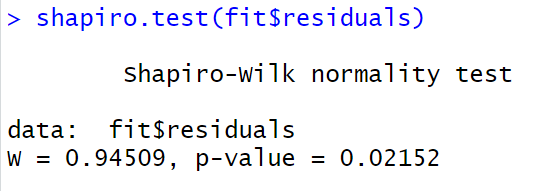 > shapiro.test(fit$residuals)
Shapiro-Wilk normality test
data:  fit$residuals
W = 0.94509, p-value = 0.02152